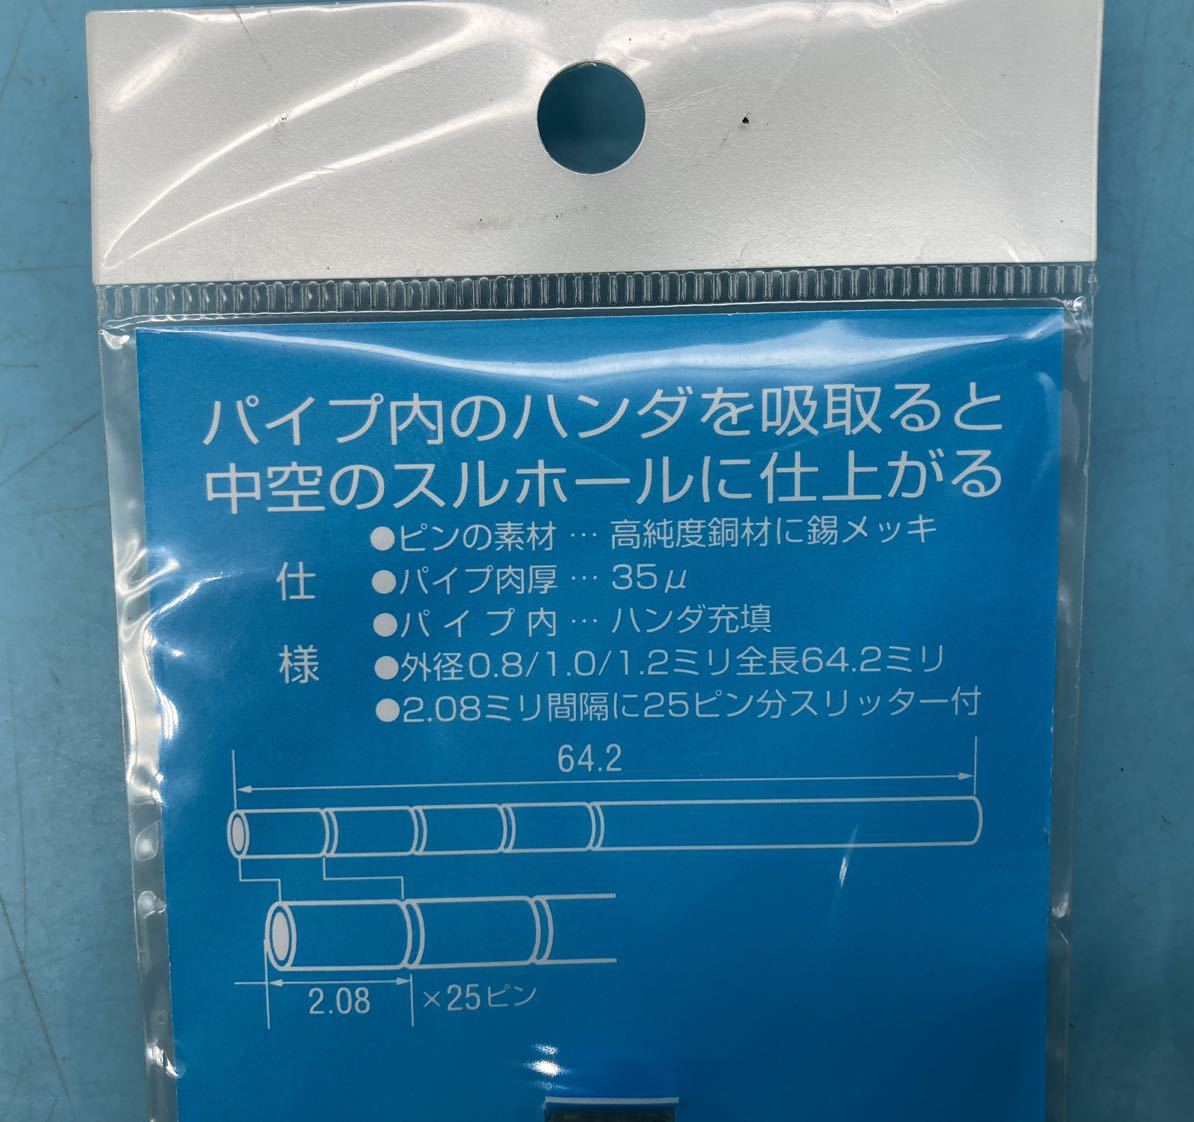 パイプ内のハンダを吸取ると
中空のスルホールに仕上がる
仕様
●ピンの素材 … 高純度銅材に錫メッキ
●パイプ肉厚 … 35μ
●パイプ内 … ハンダ充填
●外径0.8/1.0/1.2ミリ全長64.2ミリ
●2.08ミリ間隔に25ピン分スリッター付
64.2
2.08
×25ピン